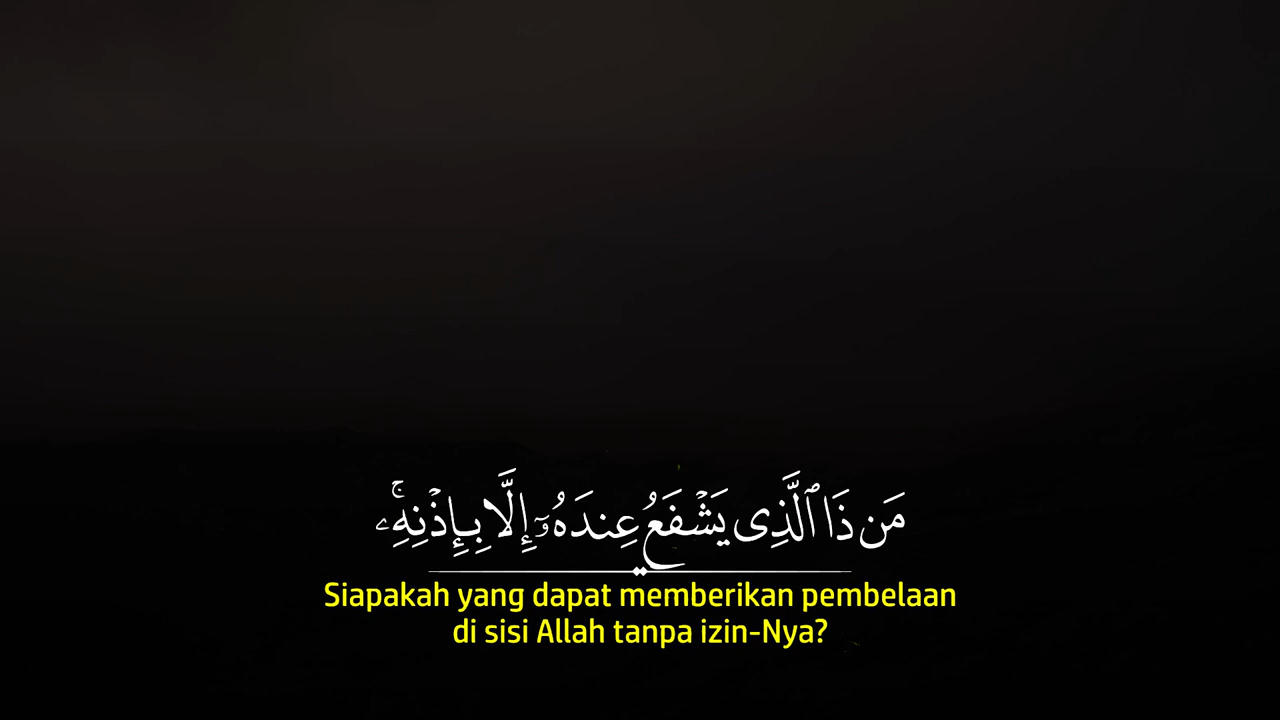 مَن ذَا ٱلَّذِى يَشْفَعُ عِندَهُۥٓ إِلَّا بِإِذْنِهِۦ ۚ
Siapakah yang dapat memberikan pembelaan
di sisi Allah tanpa izin-Nya?